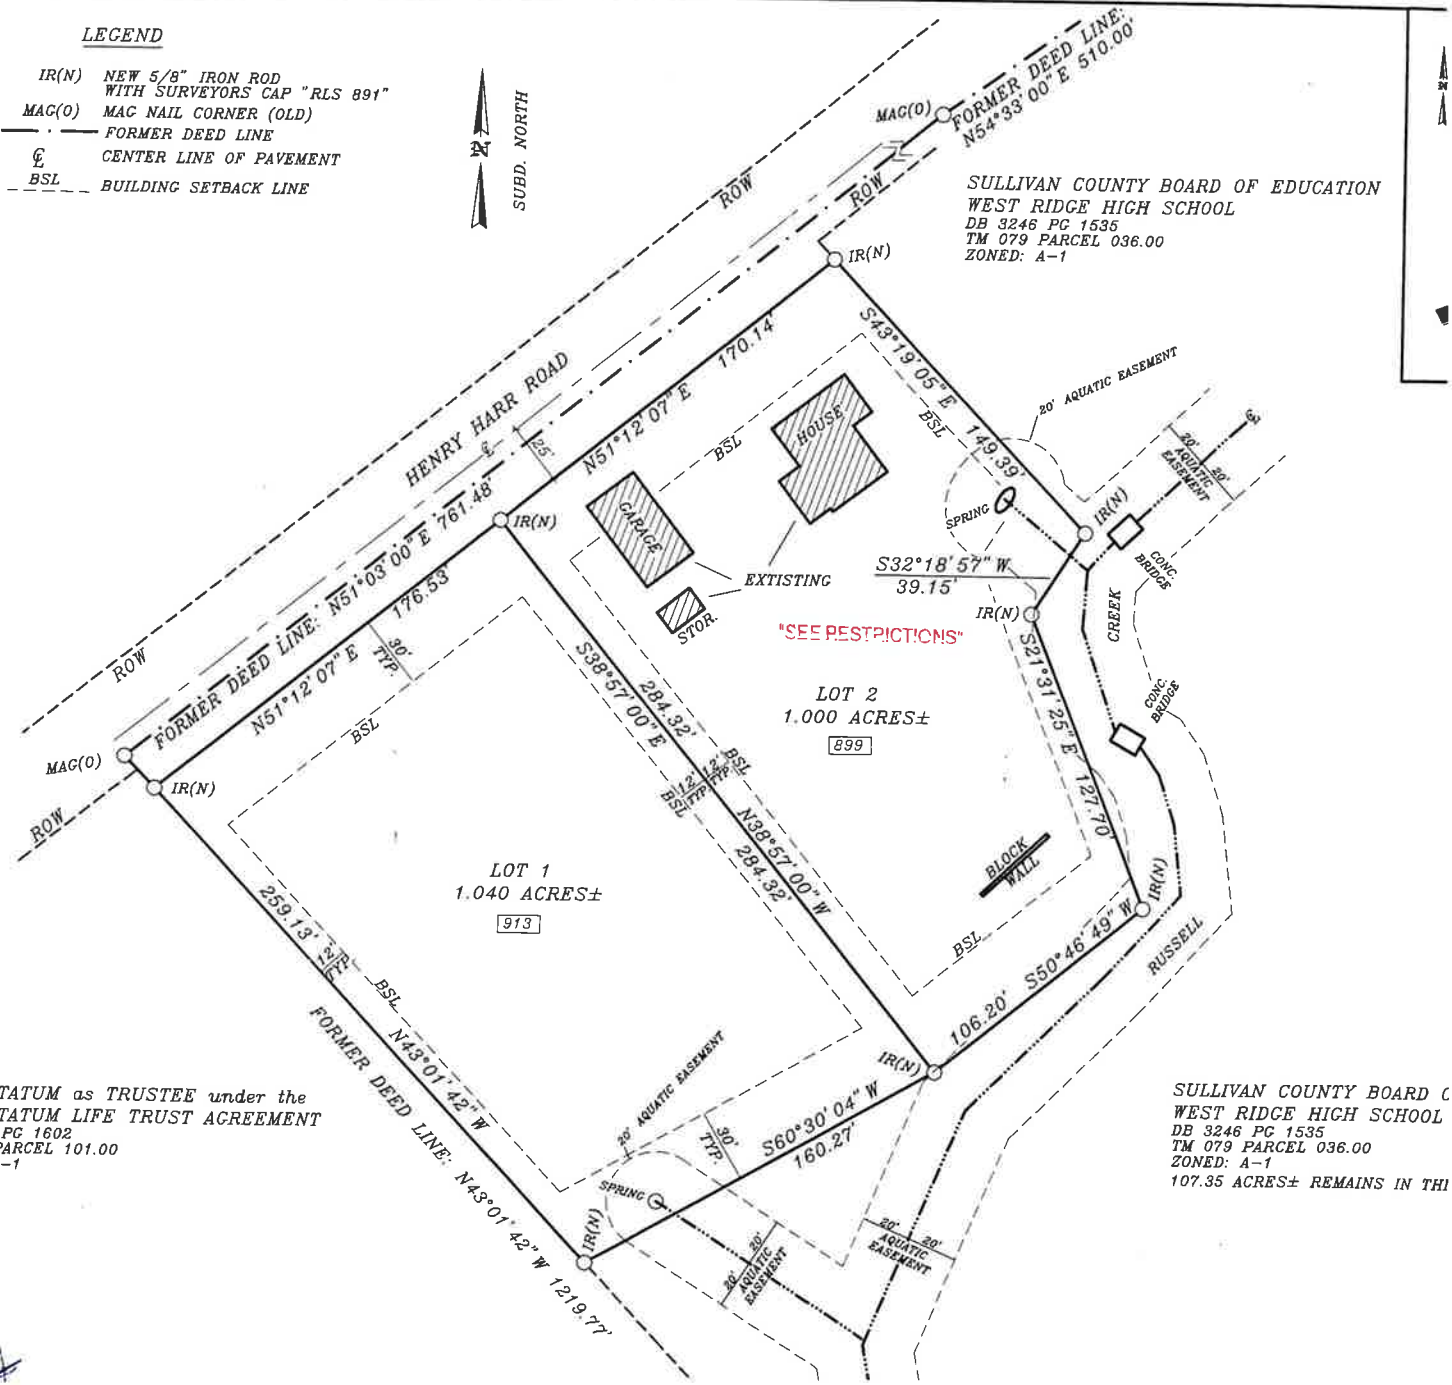 LEGEND
IR(N) NEW 5/8" IRON ROD
WITH SURVEYORS CAP "RLS 891"
MAG(O) MAG NAIL CORNER (OLD)
FORMER DEED LINE
℄ CENTER LINE OF PAVEMENT
BSL BUILDING SETBACK LINE
N
SUBD. NORTH
N
MAG(O)
FORMER DEED LINE:
N54°33'00" E 510.00'
ROW
ROW
SULLIVAN COUNTY BOARD OF EDUCATION
WEST RIDGE HIGH SCHOOL
DB 3246 PG 1535
TM 079 PARCEL 036.00
ZONED: A-1
IR(N)
HENRY HARR ROAD
℄
25'
N51°12'07" E 170.14'
S43°19'05" E 149.39'
20' AQUATIC EASEMENT
BSL
BSL
HOUSE
GARAGE
STOR.
EXTISTING
SPRING
IR(N)
20' 20'
AQUATIC
EASEMENT
℄
CONC.
BRIDGE
CREEK
S32°18'57" W
39.15'
IR(N)
"SEE RESTRICTIONS"
LOT 2
1.000 ACRES±
899
S21°31'25" E 127.70'
CONC.
BRIDGE
BLOCK
WALL
IR(N)
RUSSELL
BSL
S50°46'49" W
106.20'
IR(N)
IR(N)
FORMER DEED LINE: N51°03'00" E 761.48'
N51°12'07" E 176.53'
30'
TYP.
ROW
MAG(O)
IR(N)
ROW
BSL
S38°57'00" E
284.32'
BSL
12' 12'
TYP TYP
BSL
N38°57'00" W
284.32'
LOT 1
1.040 ACRES±
913
259.13'
12'
TYP.
BSL
N43°01'42" W
FORMER DEED LINE: N43°01'42" W 1219.77'
20' AQUATIC EASEMENT
30'
TYP.
S60°30'04" W
160.27'
SPRING
IR(N)
20' 20'
AQUATIC
EASEMENT
20' 20'
AQUATIC
EASEMENT
TATUM as TRUSTEE under the
TATUM LIFE TRUST AGREEMENT
PG 1602
PARCEL 101.00
-1
SULLIVAN COUNTY BOARD
WEST RIDGE HIGH SCHOOL
DB 3246 PG 1535
TM 079 PARCEL 036.00
ZONED: A-1
107.35 ACRES± REMAINS IN THI